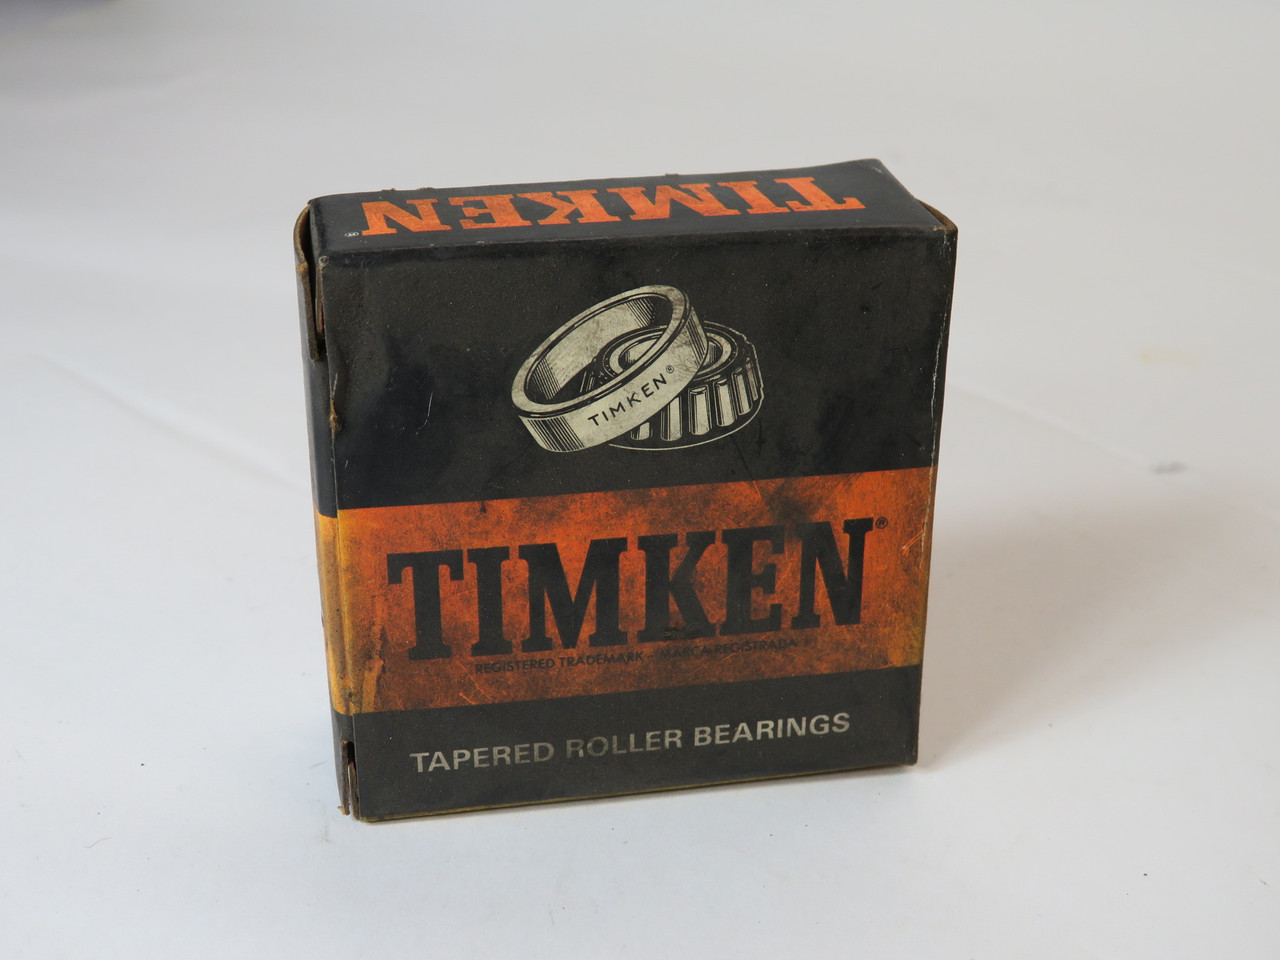 TIMKEN®
TIMKEN®
TIMKEN®
REGISTERED TRADEMARK - MARCA REGISTRADA
TAPERED ROLLER BEARINGS